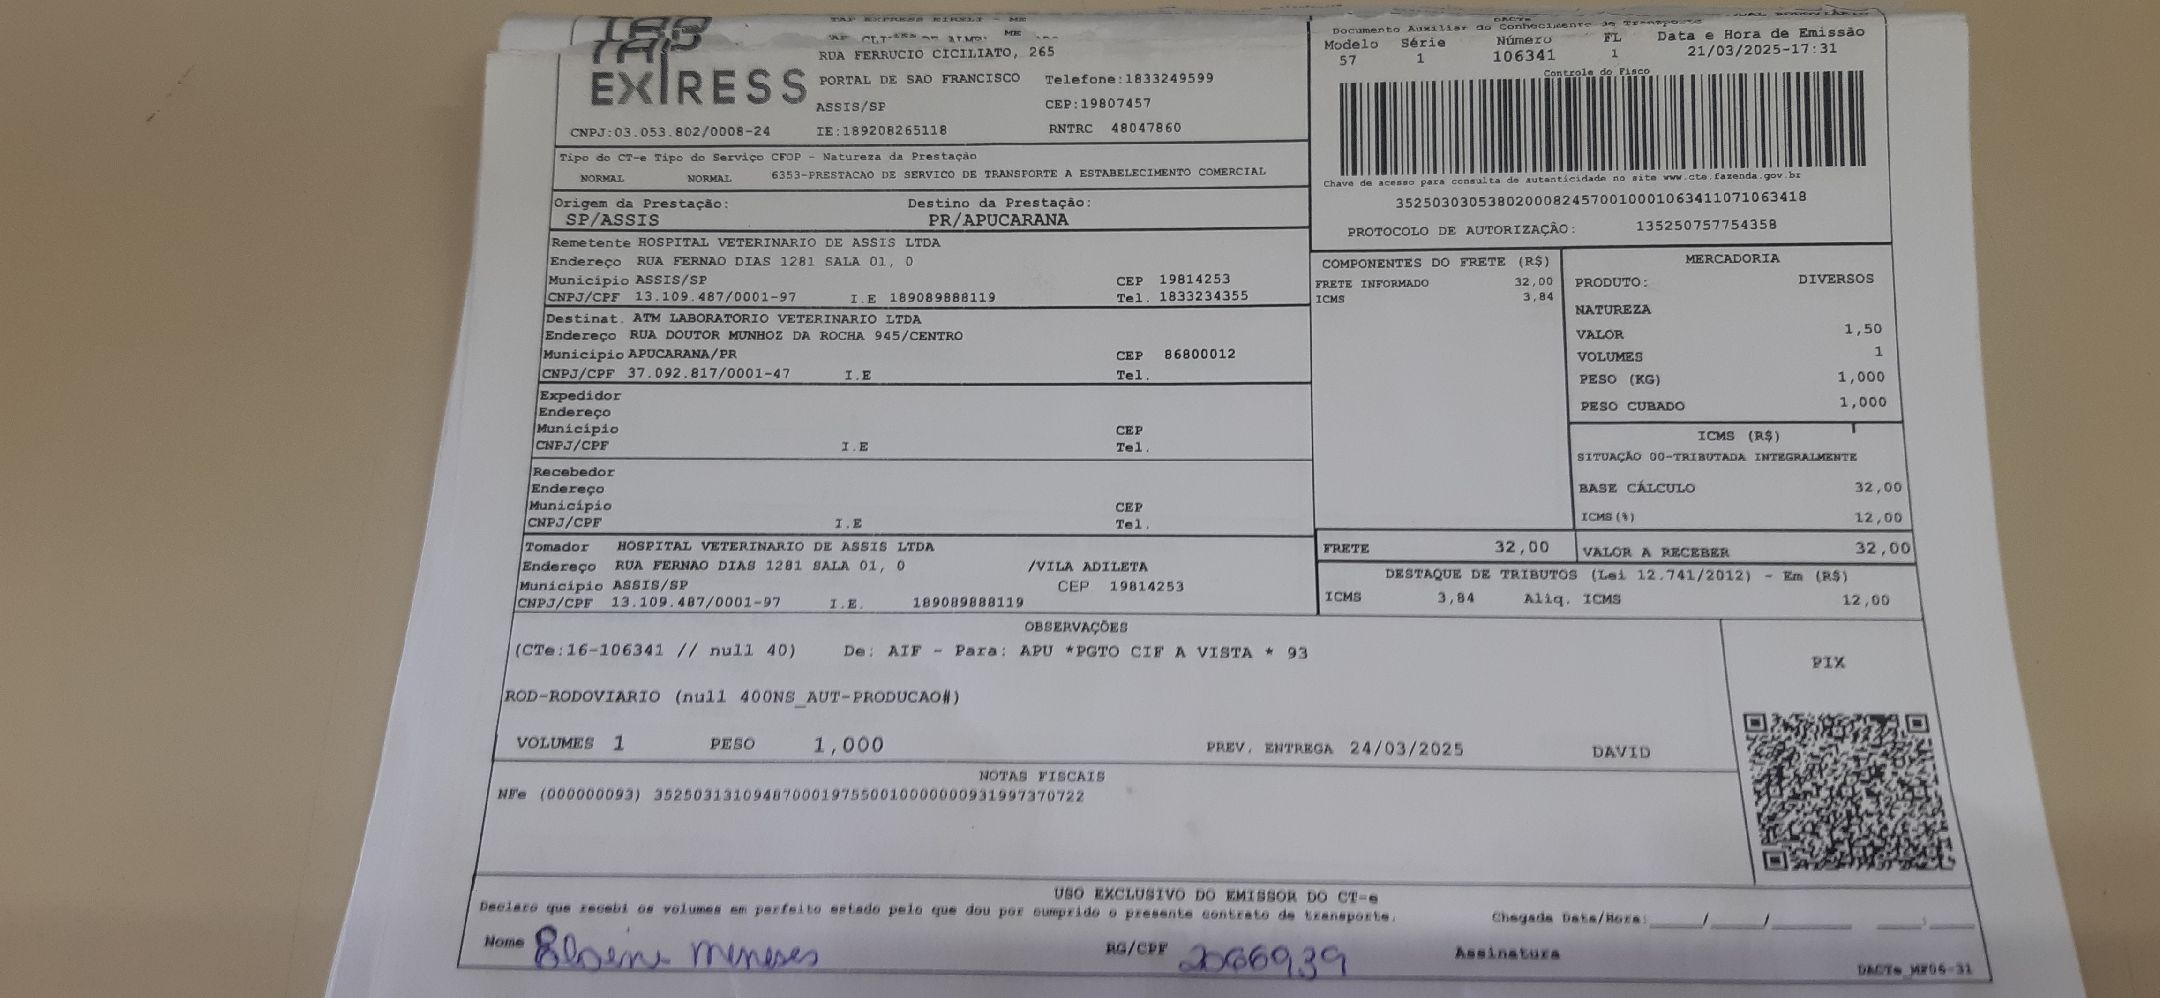 TAF EXPRESS EIRELI - ME
RUA FERRUCIO CICILIATO, 265
EXPRESS
PORTAL DE SAO FRANCISCO Telefone:1833249599
ASSIS/SP CEP:19807457
CNPJ:03.053.802/0008-24 IE:189208265118 RNTRC 48047860
DACTe
Documento Auxiliar do Conhecimento de Transporte
Modelo Série Número FL Data e Hora de Emissão
57 1 106341 1 21/03/2025-17:31
Controle do Fisco
Chave de acesso para consulta de autenticidade no site www.cte.fazenda.gov.br
35250303053802000824570010001063411071063418
PROTOCOLO DE AUTORIZAÇÃO: 135250757754358
Tipo do CT-e Tipo do Serviço CFOP - Natureza da Prestação
NORMAL NORMAL 6353-PRESTACAO DE SERVICO DE TRANSPORTE A ESTABELECIMENTO COMERCIAL
Origem da Prestação: Destino da Prestação:
SP/ASSIS PR/APUCARANA
Remetente HOSPITAL VETERINARIO DE ASSIS LTDA
Endereço RUA FERNAO DIAS 1281 SALA 01, 0
Município ASSIS/SP CEP 19814253
CNPJ/CPF 13.109.487/0001-97 I.E 189089888119 Tel. 1833234355
Destinat. ATM LABORATORIO VETERINARIO LTDA
Endereço RUA DOUTOR MUNHOZ DA ROCHA 945/CENTRO
Município APUCARANA/PR CEP 86800012
CNPJ/CPF 37.092.817/0001-47 I.E Tel.
Expedidor
Endereço
Município CEP
CNPJ/CPF I.E Tel.
Recebedor
Endereço
Município CEP
CNPJ/CPF I.E Tel.
Tomador HOSPITAL VETERINARIO DE ASSIS LTDA
Endereço RUA FERNAO DIAS 1281 SALA 01, 0 /VILA ADILETA
Município ASSIS/SP CEP 19814253
CNPJ/CPF 13.109.487/0001-97 I.E. 189089888119
COMPONENTES DO FRETE (R$)
FRETE INFORMADO 32,00
ICMS 3,84
MERCADORIA
PRODUTO: DIVERSOS
NATUREZA
VALOR 1,50
VOLUMES 1
PESO (KG) 1,000
PESO CUBADO 1,000
ICMS (R$)
SITUAÇÃO 00-TRIBUTADA INTEGRALMENTE
BASE CÁLCULO 32,00
ICMS(%) 12,00
FRETE 32,00 VALOR A RECEBER 32,00
DESTAQUE DE TRIBUTOS (Lei 12.741/2012) - Em (R$)
ICMS 3,84 Aliq. ICMS 12,00
OBSERVAÇÕES
(CTe:16-106341 // null 40) De: AIF - Para: APU *PGTO CIF A VISTA * 93
ROD-RODOVIARIO (null 400NS_AUT-PRODUCAO#)
VOLUMES 1 PESO 1,000 PREV. ENTREGA 24/03/2025 DAVID
PIX
NOTAS FISCAIS
NFe (000000093) 35250313109487000197550010000000931997370722
USO EXCLUSIVO DO EMISSOR DO CT-e
Declaro que recebi os volumes em perfeito estado pelo que dou por cumprido o presente contrato de transporte. Chegada Data/Hora:____/____/____ ____:____
Nome Meneses RG/CPF Assinatura
DACTe_MF06-31